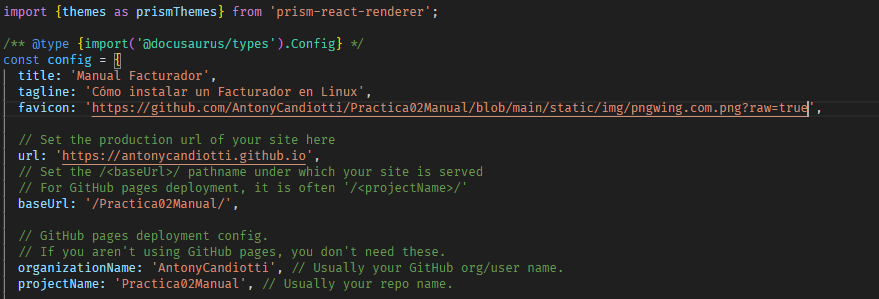 import {themes as prismThemes} from 'prism-react-renderer';
/** @type {import('@docusaurus/types').Config} */
const config = {
title: 'Manual Facturador',
tagline: 'Cómo instalar un Facturador en Linux',
favicon: 'https://github.com/AntonyCandiotti/Practica02Manual/blob/main/static/img/pngwing.com.png?raw=true',
// Set the production url of your site here
url: 'https://antonycandiotti.github.io',
// Set the /<baseUrl>/ pathname under which your site is served
// For GitHub pages deployment, it is often '/<projectName>/'
baseUrl: '/Practica02Manual/',
// GitHub pages deployment config.
// If you aren't using GitHub pages, you don't need these.
organizationName: 'AntonyCandiotti', // Usually your GitHub org/user name.
projectName: 'Practica02Manual', // Usually your repo name.